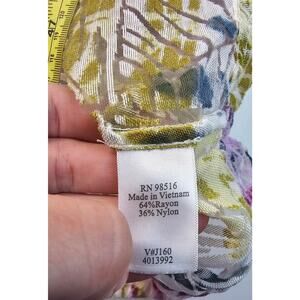 RN 98516
Made in Vietnam
64%Rayon
36% Nylon
V#J160
4013992